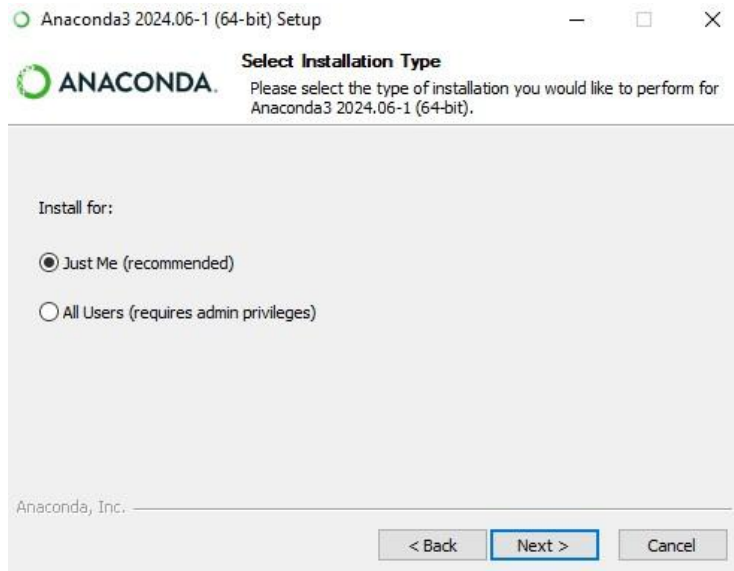 Anaconda3 2024.06-1 (64-bit) Setup
ANACONDA.
Select Installation Type
Please select the type of installation you would like to perform for
Anaconda3 2024.06-1 (64-bit).
Install for:
Just Me (recommended)
All Users (requires admin privileges)
Anaconda, Inc.
< Back
Next >
Cancel